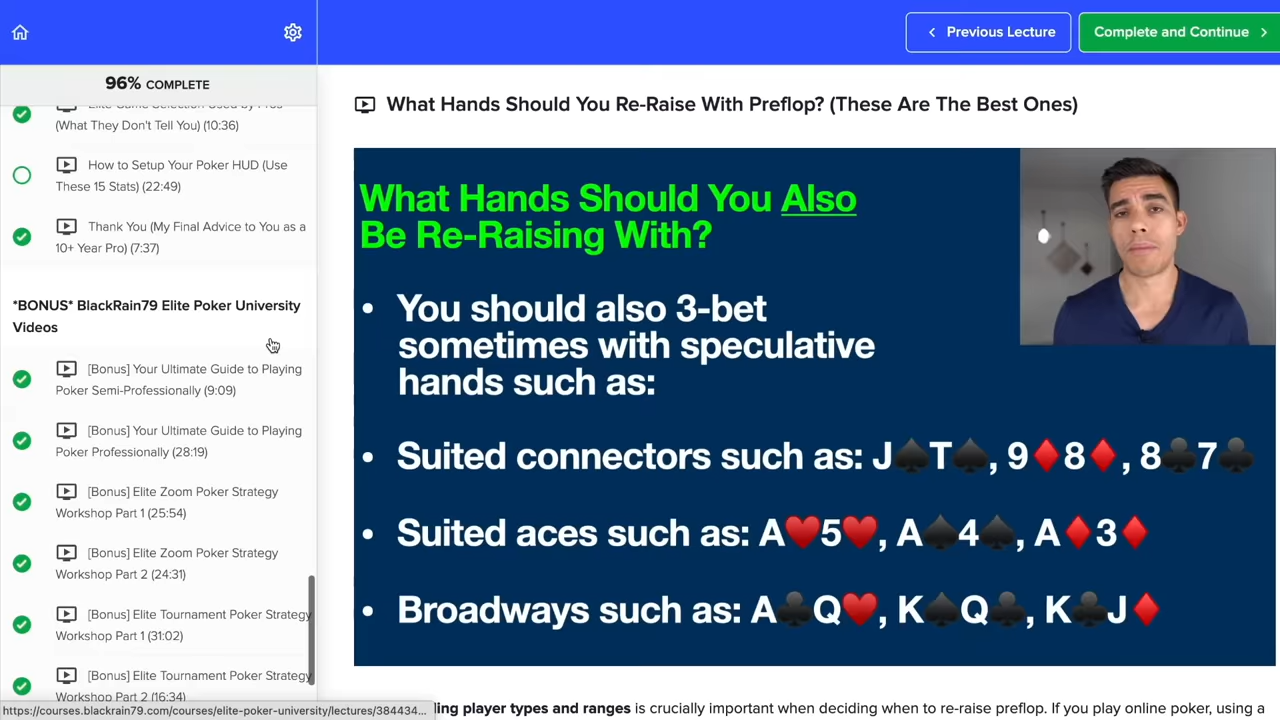 Previous Lecture
Complete and Continue
96% COMPLETE
Elite Game Selection Used by Pros
(What They Don't Tell You) (10:36)
How to Setup Your Poker HUD (Use
These 15 Stats) (22:49)
Thank You (My Final Advice to You as a
10+ Year Pro) (7:37)
*BONUS* BlackRain79 Elite Poker University
Videos
[Bonus] Your Ultimate Guide to Playing
Poker Semi-Professionally (9:09)
[Bonus] Your Ultimate Guide to Playing
Poker Professionally (28:19)
[Bonus] Elite Zoom Poker Strategy
Workshop Part 1 (25:54)
[Bonus] Elite Zoom Poker Strategy
Workshop Part 2 (24:31)
[Bonus] Elite Tournament Poker Strategy
Workshop Part 1 (31:02)
[Bonus] Elite Tournament Poker Strategy
Workshop Part 2 (16:34)
https://courses.blackrain79.com/courses/elite-poker-university/lectures/384434...
What Hands Should You Re-Raise With Preflop? (These Are The Best Ones)
What Hands Should You Also
Be Re-Raising With?
• You should also 3-bet
sometimes with speculative
hands such as:
• Suited connectors such as: J♠T♠, 9♦8♦, 8♣7♣
• Suited aces such as: A♥5♥, A♠4♠, A♦3♦
• Broadways such as: A♣Q♥, K♠Q♣, K♣J♦
player types and ranges is crucially important when deciding when to re-raise preflop. If you play online poker, using a